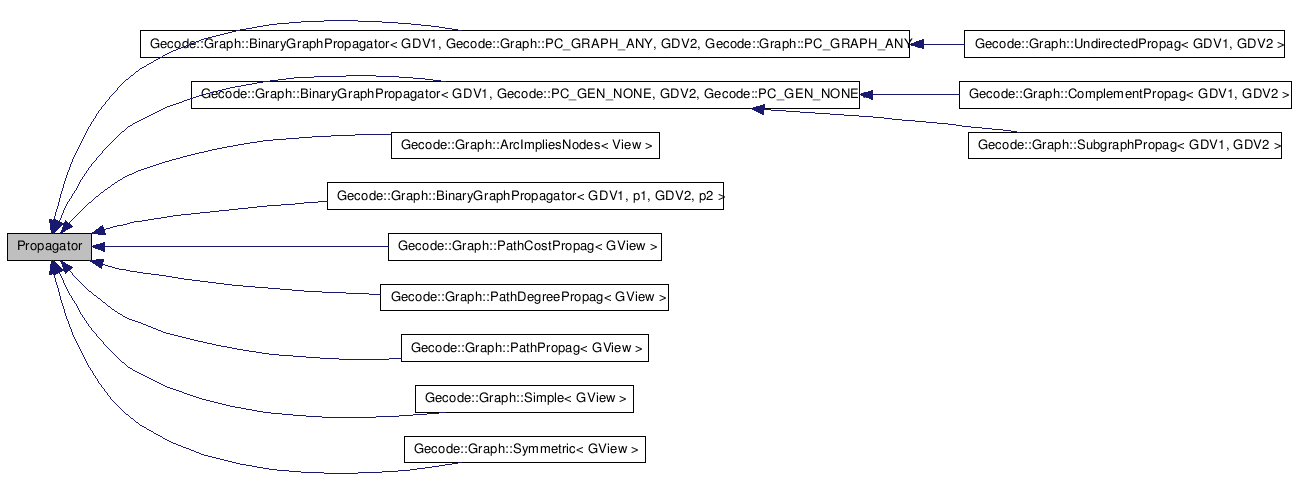 Gecode::Graph::BinaryGraphPropagator< GDV1, Gecode::Graph::PC_GRAPH_ANY, GDV2, Gecode::Graph::PC_GRAPH_ANY
Gecode::Graph::UndirectedPropag< GDV1, GDV2 >
Gecode::Graph::BinaryGraphPropagator< GDV1, Gecode::PC_GEN_NONE, GDV2, Gecode::PC_GEN_NONE
Gecode::Graph::ComplementPropag< GDV1, GDV2 >
Gecode::Graph::ArcImpliesNodes< View >
Gecode::Graph::SubgraphPropag< GDV1, GDV2 >
Gecode::Graph::BinaryGraphPropagator< GDV1, p1, GDV2, p2 >
Propagator
Gecode::Graph::PathCostPropag< GView >
Gecode::Graph::PathDegreePropag< GView >
Gecode::Graph::PathPropag< GView >
Gecode::Graph::Simple< GView >
Gecode::Graph::Symmetric< GView >